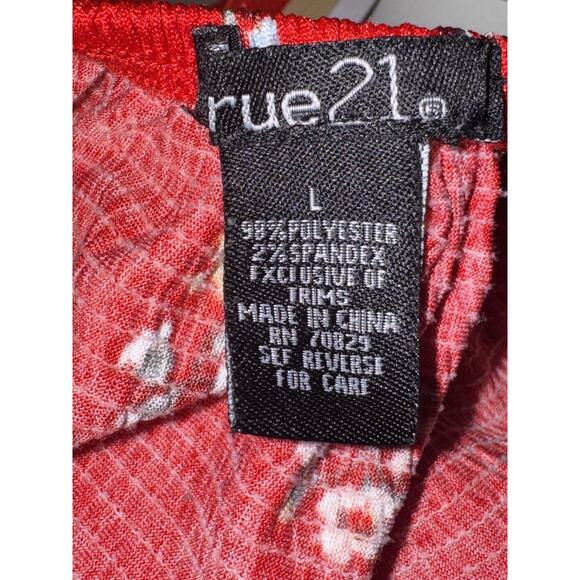 rue21®
L
98%POLYESTER
2%SPANDEX
EXCLUSIVE OF
TRIMS
MADE IN CHINA
RN 70829
SEE REVERSE
FOR CARE